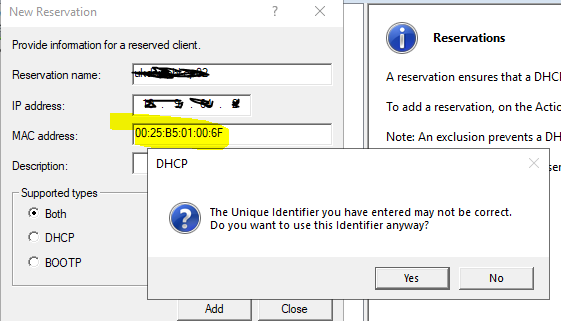 New Reservation
Provide information for a reserved client.
Reservation name:
IP address:
MAC address: 00:25:B5:01:00:6F
Description:
Supported types
Both
DHCP
BOOTP
Add Close
Reservations
A reservation ensures that a DHC
To add a reservation, on the Actio
Note: An exclusion prevents a DH
ser
DHCP
The Unique Identifier you have entered may not be correct.
Do you want to use this Identifier anyway?
Yes No